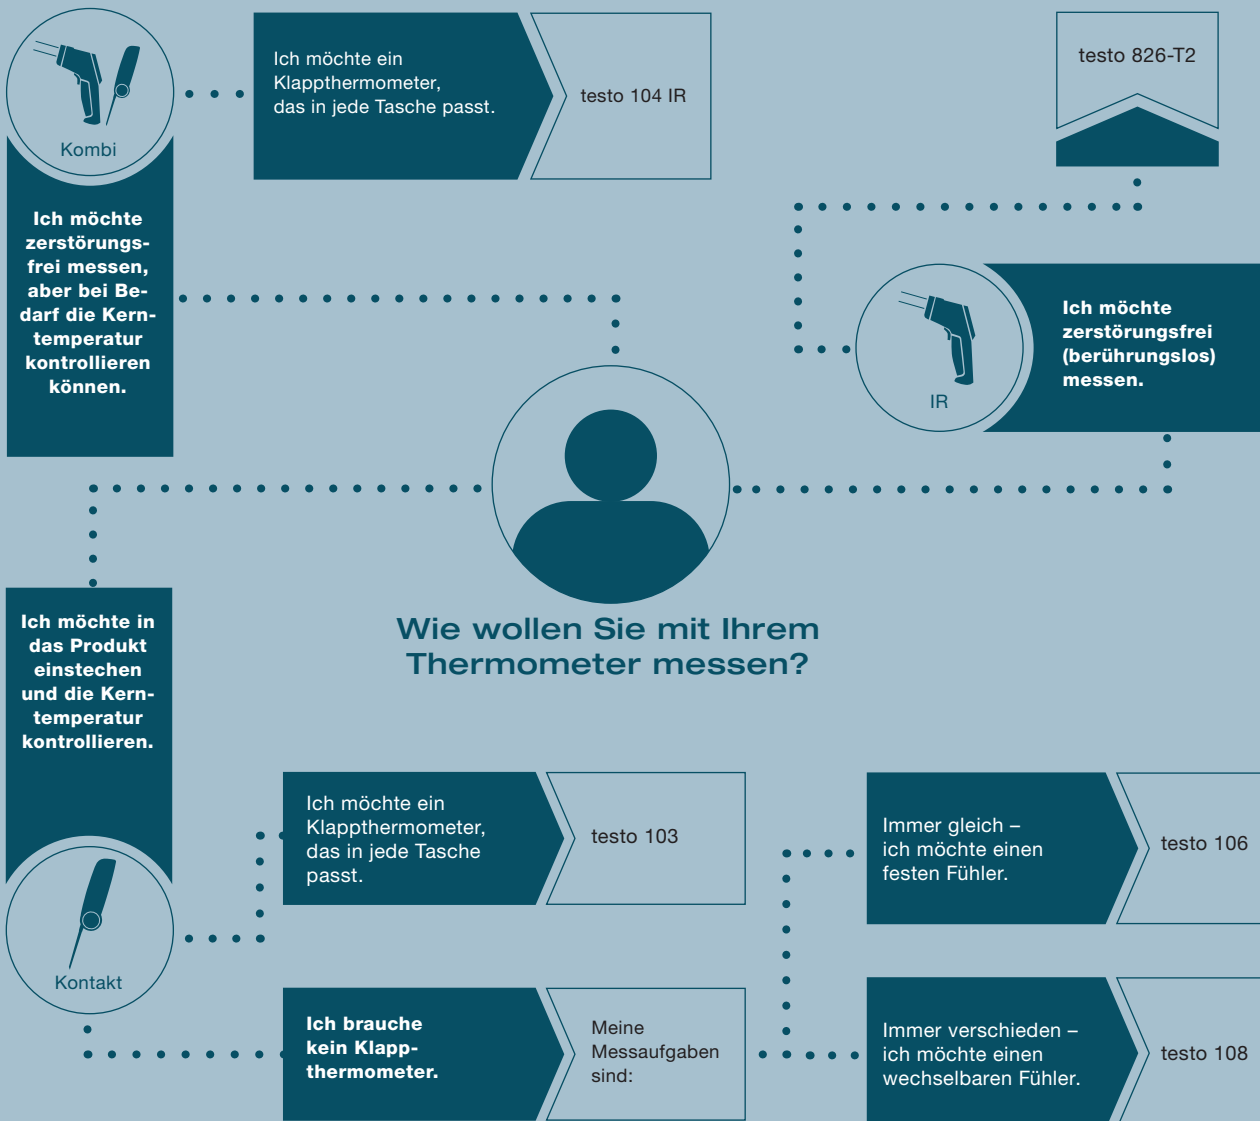 Kombi
Ich möchte
zerstörungs-
frei messen,
aber bei Be-
darf die Kern-
temperatur
kontrollieren
können.
Ich möchte ein
Klappthermometer,
das in jede Tasche passt.
testo 104 IR
testo 826-T2
IR
Ich möchte
zerstörungsfrei
(berührungslos)
messen.
Wie wollen Sie mit Ihrem
Thermometer messen?
Ich möchte in
das Produkt
einstechen
und die Kern-
temperatur
kontrollieren.
Kontakt
Ich möchte ein
Klappthermometer,
das in jede Tasche
passt.
testo 103
Ich brauche
kein Klapp-
thermometer.
Meine
Messaufgaben
sind:
Immer gleich –
ich möchte einen
festen Fühler.
testo 106
Immer verschieden –
ich möchte einen
wechselbaren Fühler.
testo 108